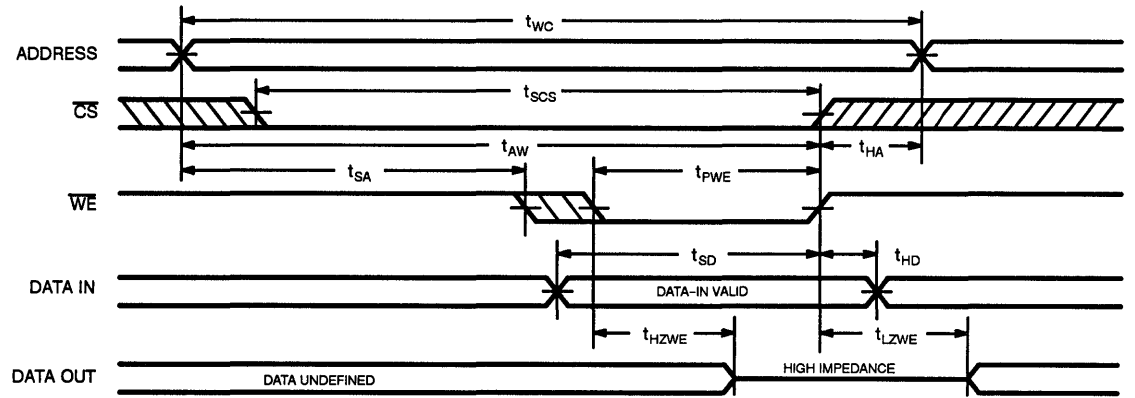 tWC
ADDRESS
tSCS
CS
tAW
tHA
tSA
tPWE
WE
tSD
tHD
DATA IN
DATA-IN VALID
tHZWE
tLZWE
DATA OUT
DATA UNDEFINED
HIGH IMPEDANCE